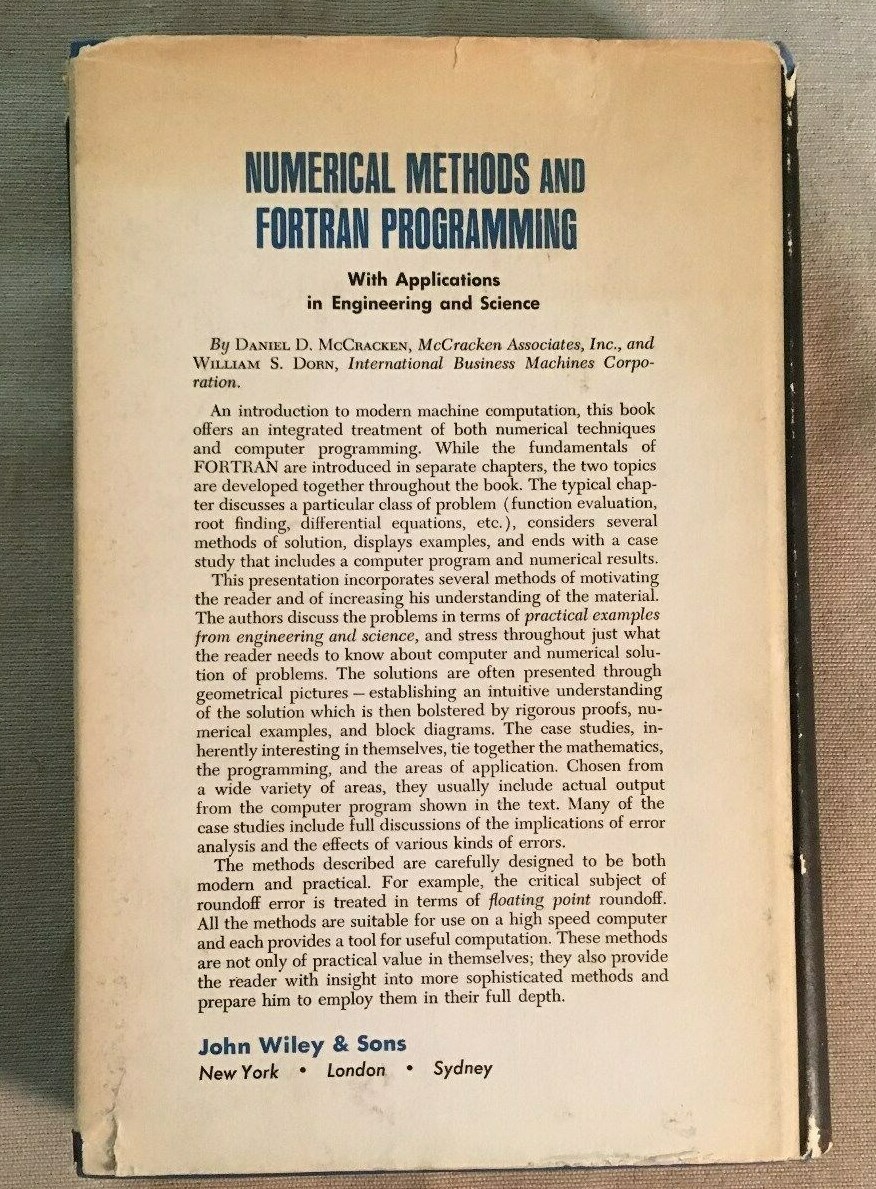 NUMERICAL METHODS AND
FORTRAN PROGRAMMING
With Applications
in Engineering and Science
By DANIEL D. MCCRACKEN, McCracken Associates, Inc., and
WILLIAM S. DORN, International Business Machines Corpo-
ration.
An introduction to modern machine computation, this book
offers an integrated treatment of both numerical techniques
and computer programming. While the fundamentals of
FORTRAN are introduced in separate chapters, the two topics
are developed together throughout the book. The typical chap-
ter discusses a particular class of problem (function evaluation,
root finding, differential equations, etc.), considers several
methods of solution, displays examples, and ends with a case
study that includes a computer program and numerical results.
This presentation incorporates several methods of motivating
the reader and of increasing his understanding of the material.
The authors discuss the problems in terms of practical examples
from engineering and science, and stress throughout just what
the reader needs to know about computer and numerical solu-
tion of problems. The solutions are often presented through
geometrical pictures — establishing an intuitive understanding
of the solution which is then bolstered by rigorous proofs, nu-
merical examples, and block diagrams. The case studies, in-
herently interesting in themselves, tie together the mathematics,
the programming, and the areas of application. Chosen from
a wide variety of areas, they usually include actual output
from the computer program shown in the text. Many of the
case studies include full discussions of the implications of error
analysis and the effects of various kinds of errors.
The methods described are carefully designed to be both
modern and practical. For example, the critical subject of
roundoff error is treated in terms of floating point roundoff.
All the methods are suitable for use on a high speed computer
and each provides a tool for useful computation. These methods
are not only of practical value in themselves; they also provide
the reader with insight into more sophisticated methods and
prepare him to employ them in their full depth.
John Wiley & Sons
New York • London • Sydney